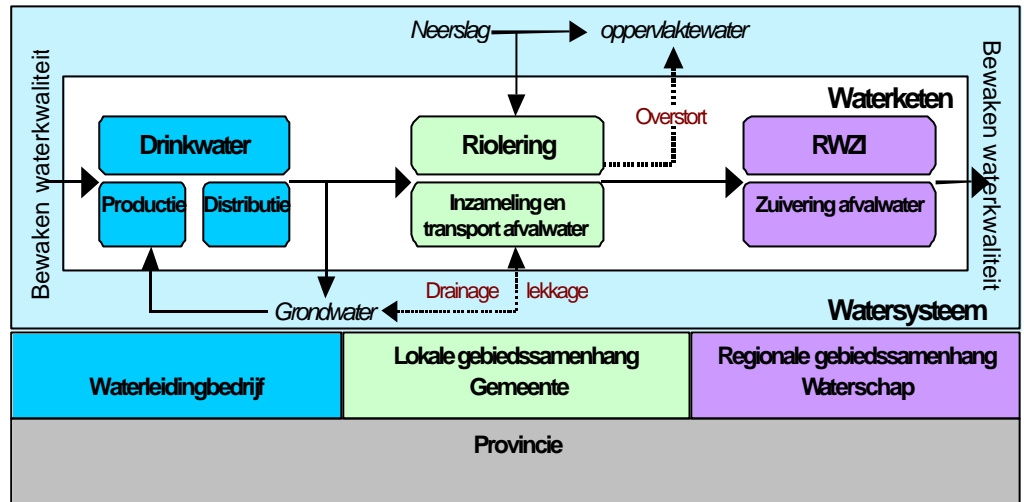 Neerslag
oppervlaktewater
Bewaken waterkwaliteit
Bewaken waterkwaliteit
Waterketen
Overstort
Drinkwater
Riolering
RWZI
Productie
Distributie
Inzameling en
transport afvalwater
Zuivering afvalwater
Drainage
lekkage
Grondwater
Watersysteem
Waterleidingbedrijf
Lokale gebiedssamenhang
Gemeente
Regionale gebiedssamenhang
Waterschap
Provincie